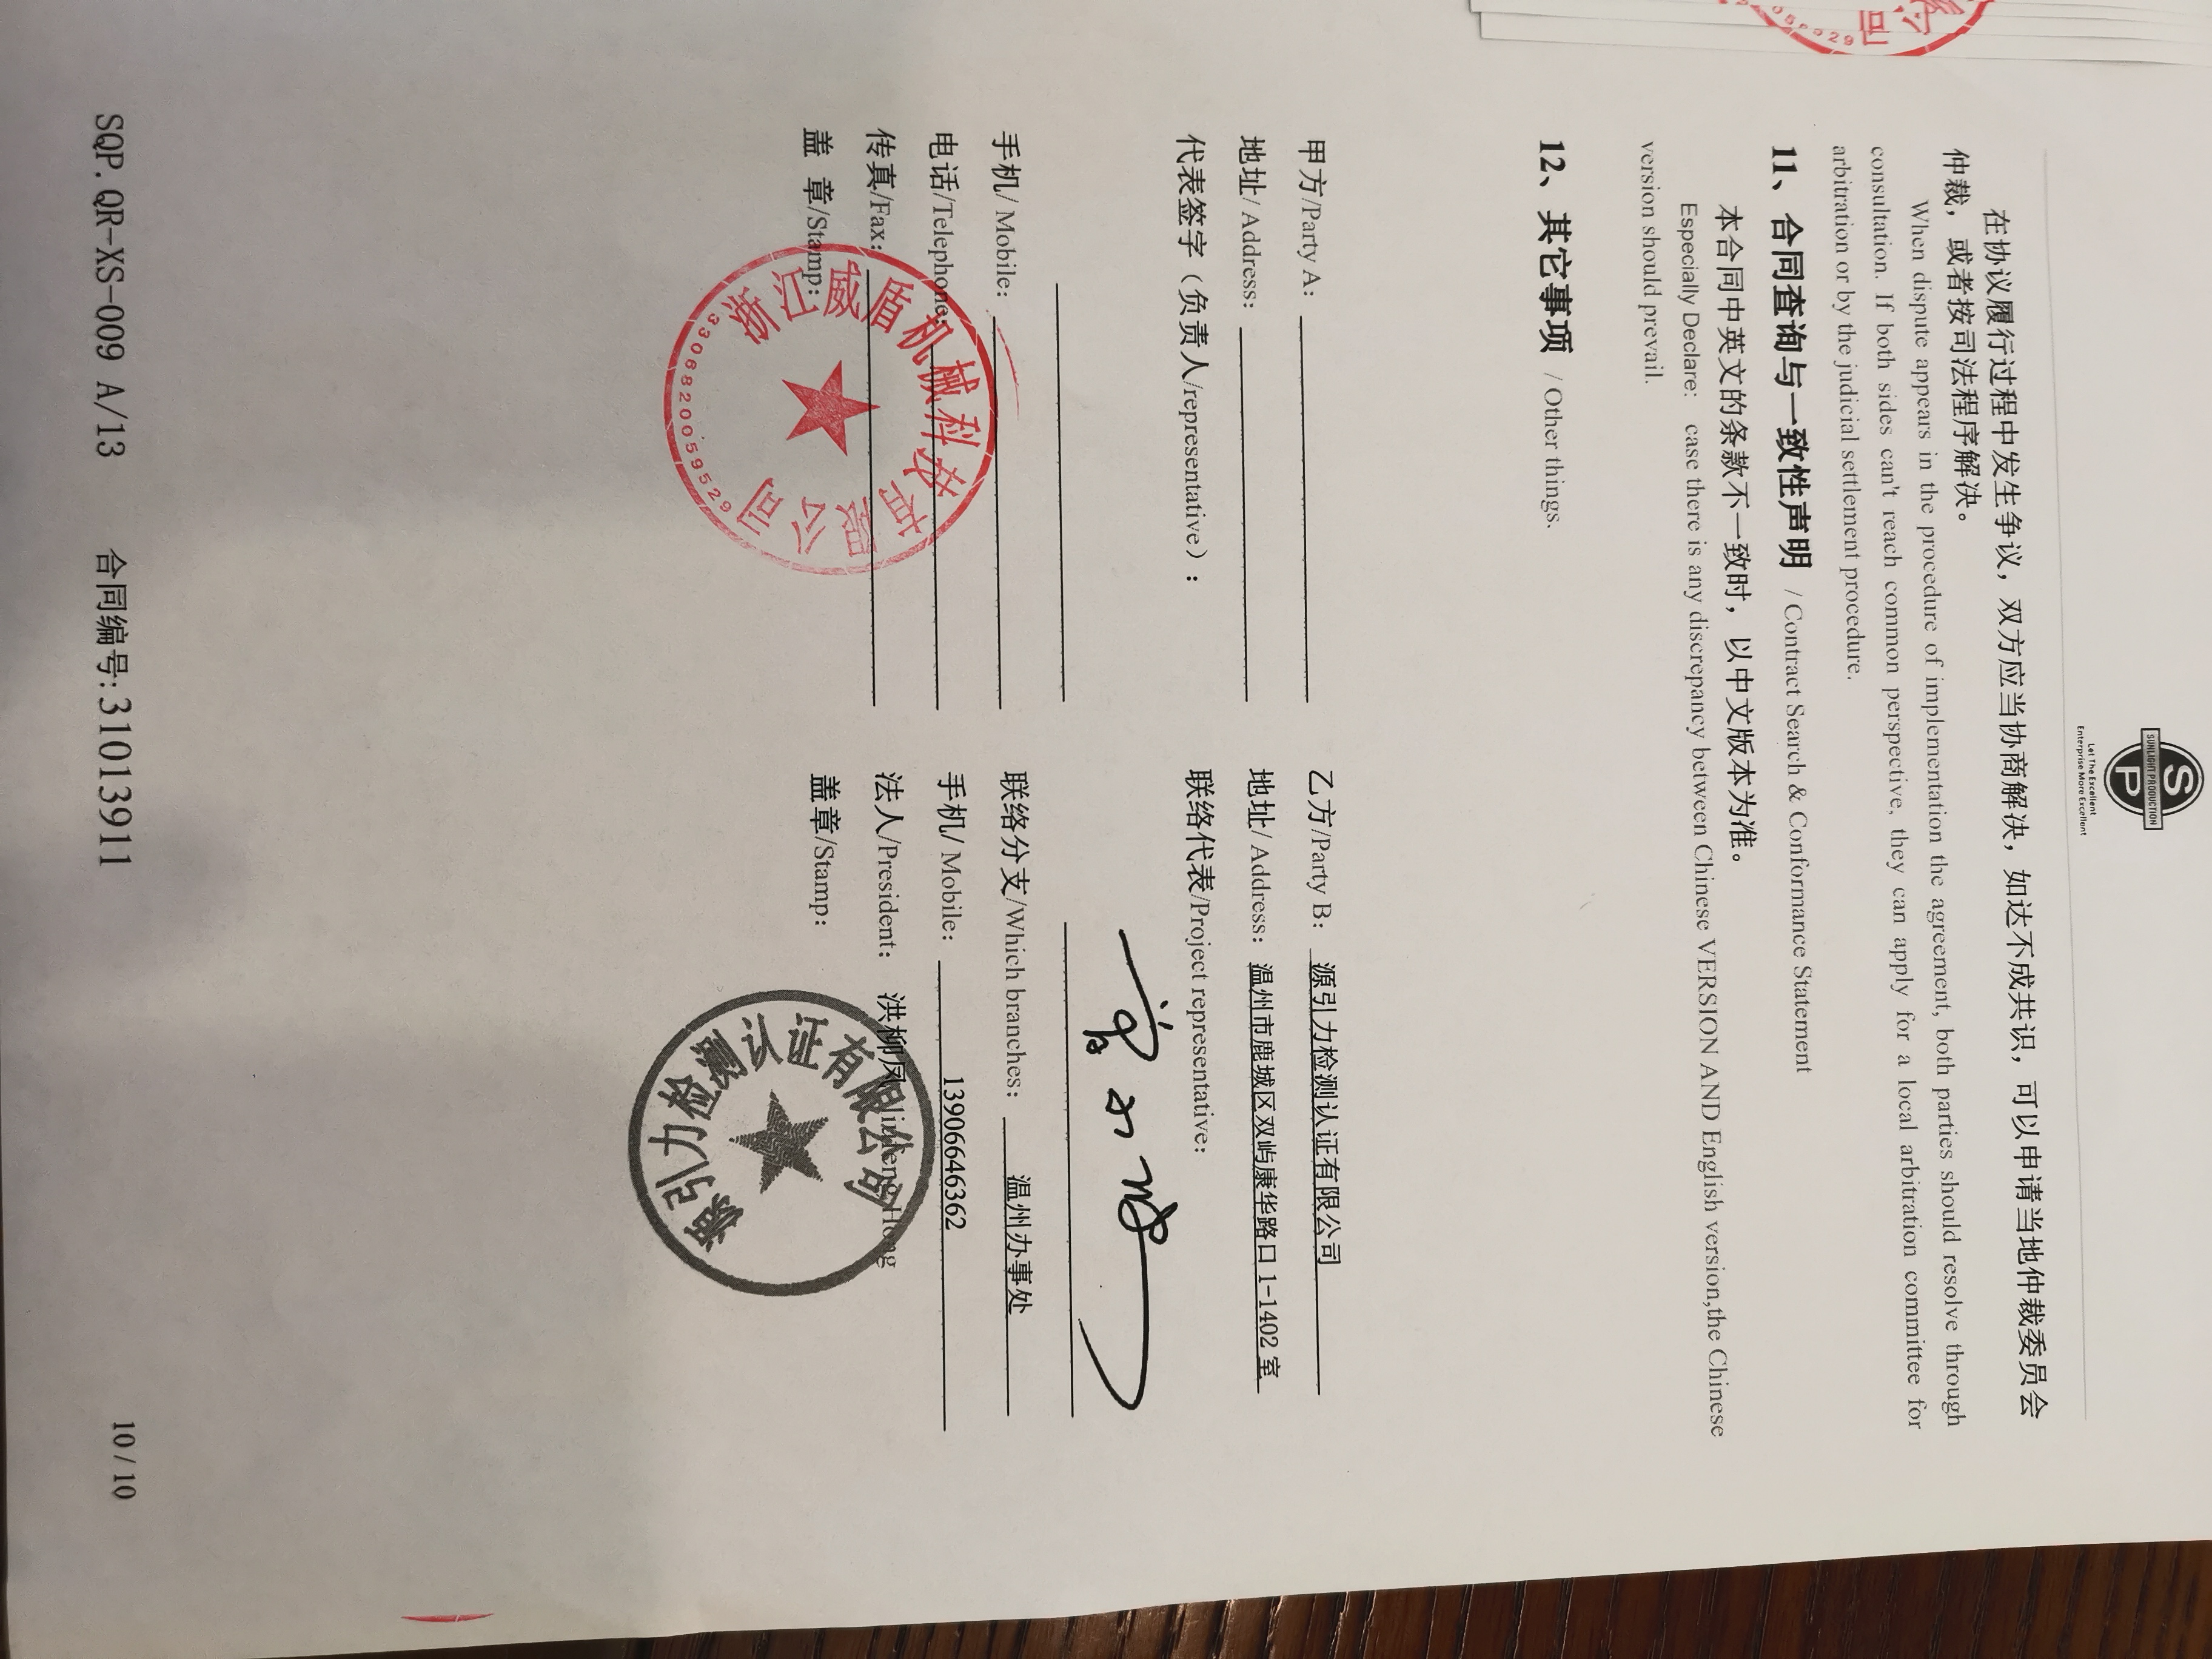 S
SUNLIGHT PRODUCTION
P
Let The Excellent
Enterprise More Excellent
在协议履行过程中发生争议，双方应当协商解决，如达不成共识，可以申请当地仲裁委员会
仲裁，或者按司法程序解决。
When dispute appears in the procedure of implementation the agreement, both parties should resolve through
consultation. If both sides can't reach common perspective, they can apply for a local arbitration committee for
arbitration or by the judicial settlement procedure.
11、合同查询与一致性声明 / Contract Search & Conformance Statement
本合同中英文的条款不一致时，以中文版本为准。
Especially Declare: case there is any discrepancy between Chinese VERSION AND English version,the Chinese
version should prevail.
12、其它事项 / Other things.
甲方/Party A：
地址/ Address：
代表签字（负责人/representative）：
手机/ Mobile：
电话/Telephone：
传真/Fax：
盖 章/Stamp：
浙江威盾机械科技有限公司
3306820059529
乙方/Party B： 源引力检测认证有限公司
地址/ Address：温州市鹿城区双屿康华路口 1-1402 室
联络代表/Project representative：
联络分支/Which branches： 温州办事处
手机/ Mobile： 13906646362
法人/President： 洪柳凤 liufeng Hong
盖章/Stamp：
源引力检测认证有限公司
SQP.QR-XS-009 A/13 合同编号:31013911
10 / 10